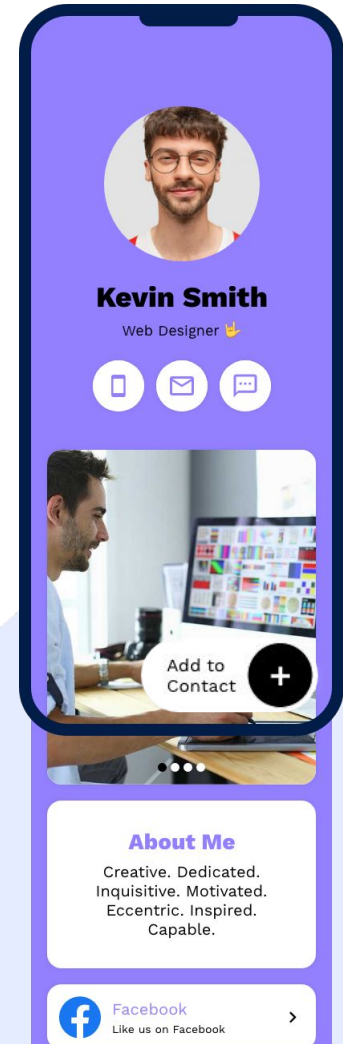 Kevin Smith
Web Designer 🤟
Add to
Contact
About Me
Creative. Dedicated.
Inquisitive. Motivated.
Eccentric. Inspired.
Capable.
Facebook
Like us on Facebook